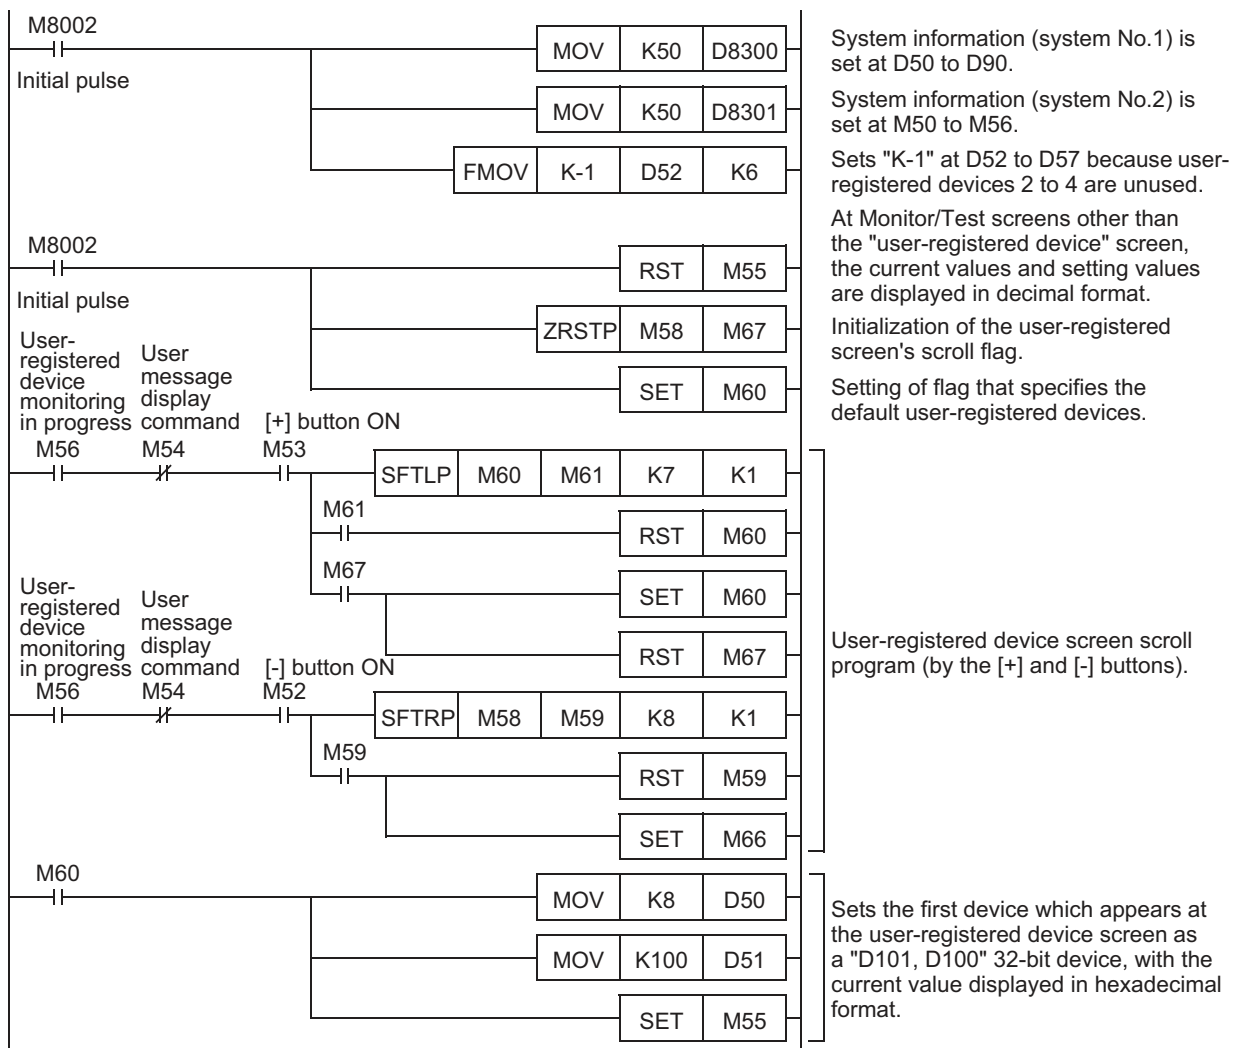 M8002
MOV K50 D8300
System information (system No.1) is
set at D50 to D90.
Initial pulse
MOV K50 D8301
System information (system No.2) is
set at M50 to M56.
FMOV K-1 D52 K6
Sets "K-1" at D52 to D57 because user-
registered devices 2 to 4 are unused.
M8002
RST M55
At Monitor/Test screens other than
the "user-registered device" screen,
the current values and setting values
are displayed in decimal format.
Initial pulse
ZRSTP M58 M67
Initialization of the user-registered
screen's scroll flag.
SET M60
Setting of flag that specifies the
default user-registered devices.
User-
registered
device
monitoring
in progress
User
message
display
command
[+] button ON
M56 M54 M53
SFTLP M60 M61 K7 K1
M61
RST M60
M67
SET M60
RST M67
User-registered device screen scroll
program (by the [+] and [-] buttons).
User-
registered
device
monitoring
in progress
User
message
display
command
[-] button ON
M56 M54 M52
SFTRP M58 M59 K8 K1
M59
RST M59
SET M66
M60
MOV K8 D50
MOV K100 D51
SET M55
Sets the first device which appears at
the user-registered device screen as
a "D101, D100" 32-bit device, with the
current value displayed in hexadecimal
format.